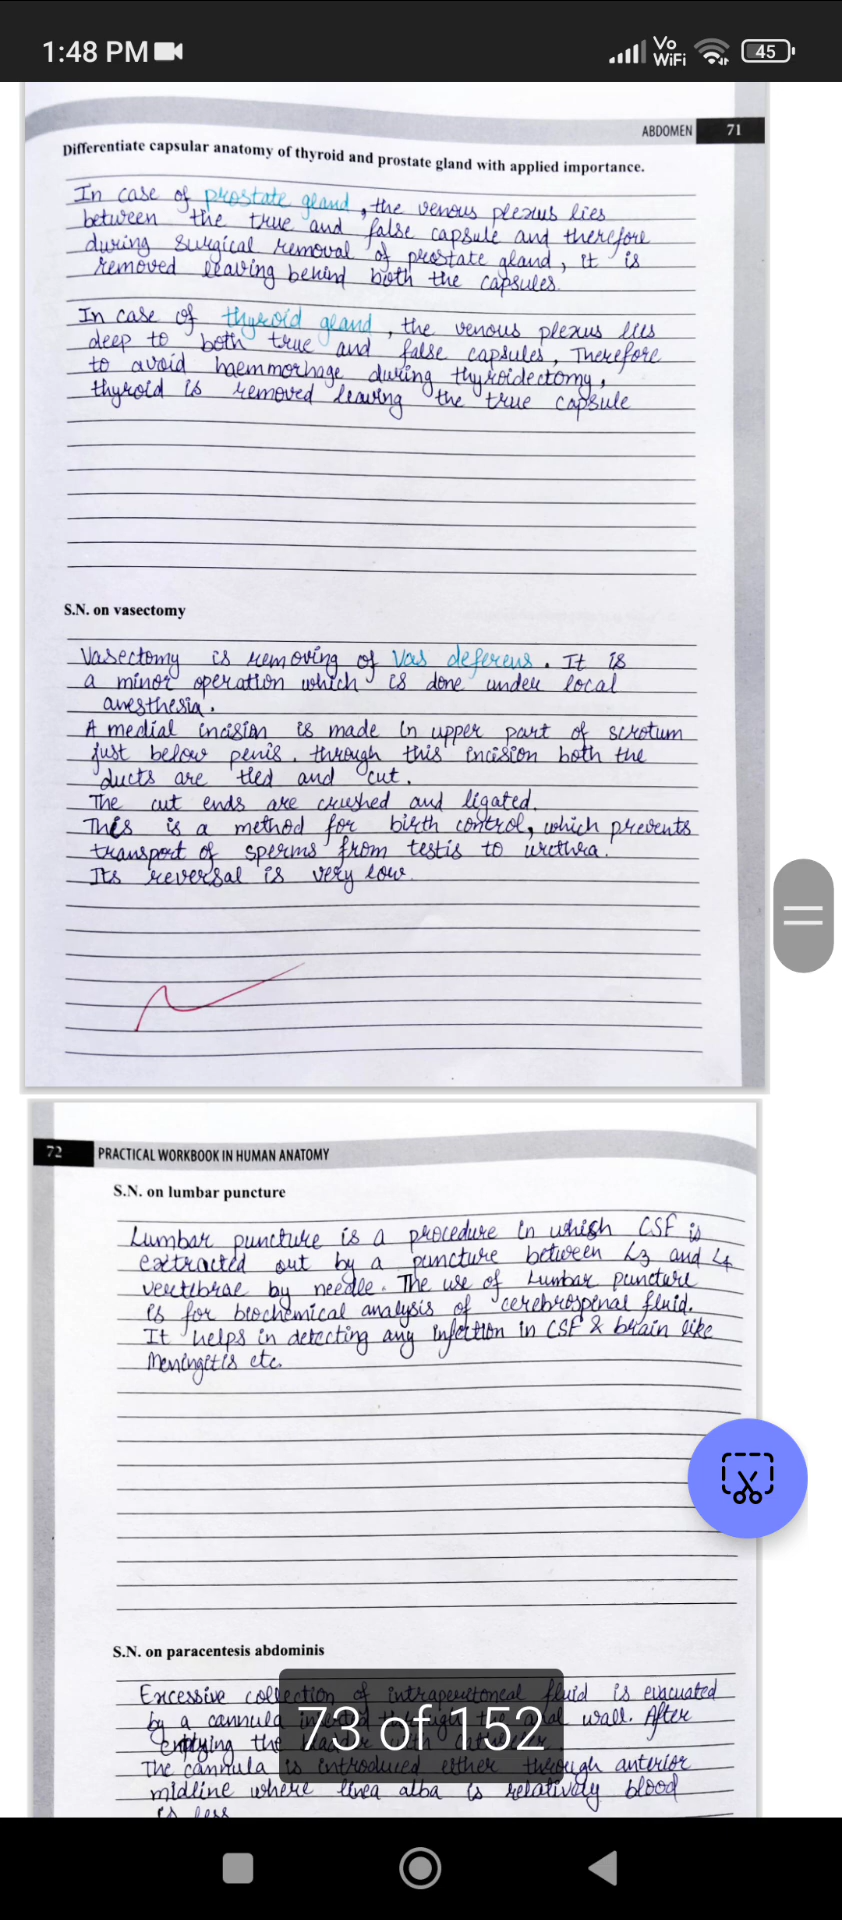 1:48 PM
Vo
WiFi
45
ABDOMEN 71
Differentiate capsular anatomy of thyroid and prostate gland with applied importance.
In case of prostate gland, the venous plexus lies
between the true and false capsule and therefore
during surgical removal of prostate gland, it is
removed leaving behind both the capsules.
In case of thyroid gland, the venous plexus lies
deep to both true and false capsules, Therefore
to avoid haemmorhage during thyroidectomy,
thyroid is removed leaving the true capsule
S.N. on vasectomy
Vasectomy is removing of Vas deferens. It is
a minor operation which is done under local
anesthesia.
A medial incision is made in upper part of scrotum
just below penis. through this incision both the
ducts are tied and cut.
The cut ends are crushed and ligated.
This is a method for birth control, which prevents
transport of sperms from testis to urethra.
Its reversal is very low
72 PRACTICAL WORKBOOK IN HUMAN ANATOMY
S.N. on lumbar puncture
Lumbar puncture is a procedure in which CSF is
extracted out by a puncture between L3 and L4
vertibrae by needle. The use of Lumbar puncture
is for biochemical analysis of cerebrospinal fluid.
It helps in detecting any infection in CSF & brain like
Meningitis etc.
S.N. on paracentesis abdominis
Excessive collection of intraperitoneal fluid is evacuated
by a cannula through the wall. After
emptying the bladder with
The cannula is introduced either through anterior
midline where linea alba is relatively blood
is less
73 of 152